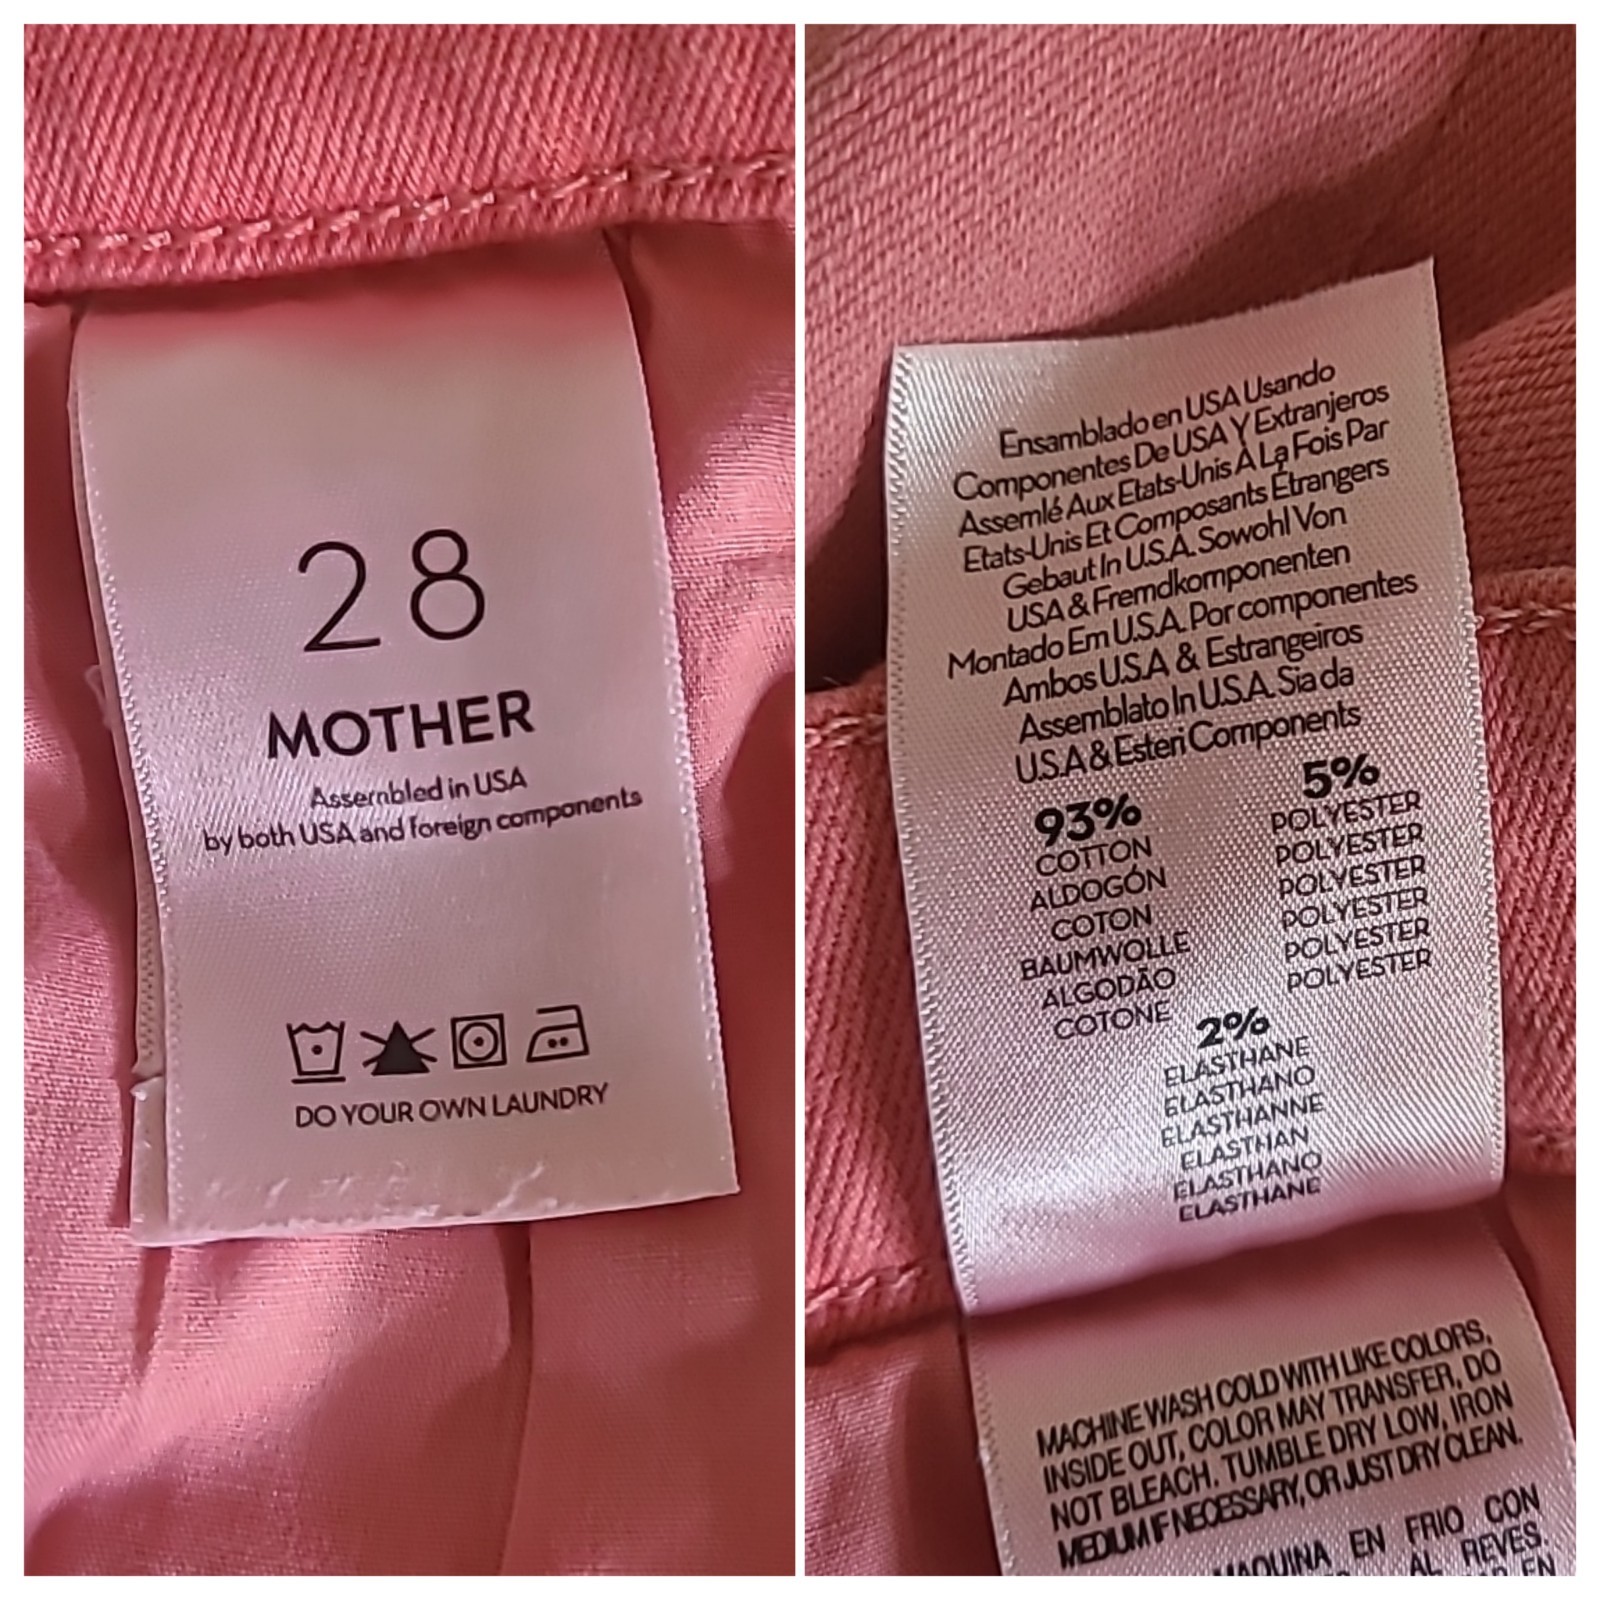 28
MOTHER
Assembled in USA
by both USA and foreign components
DO YOUR OWN LAUNDRY
Ensamblado en USA Usando
Componentes De USA Y Extranjeros
Assemlé Aux Etats-Unis À La Fois Par
Etats-Unis Et Composants Étrangers
Gebaut In U.S.A. Sowohl Von
USA & Fremdkomponenten
Montado Em U.S.A. Por componentes
Ambos U.S.A & Estrangeiros
Assemblato In U.S.A. Sia da
U.S.A & Esteri Components
93%
COTTON
ALDOGÓN
COTON
BAUMWOLLE
ALGODÃO
COTONE
5%
POLYESTER
POLYESTER
POLYESTER
POLYESTER
POLYESTER
POLYESTER
2%
ELASTHANE
ELASTHANO
ELASTHANNE
ELASTHAN
ELASTHANO
ELASTHANE
MACHINE WASH COLD WITH LIKE COLORS,
INSIDE OUT, COLOR MAY TRANSFER, DO
NOT BLEACH. TUMBLE DRY LOW, IRON
MEDIUM IF NECESSARY, OR JUST DRY CLEAN.
MAQUINA EN FRIO CON
AL REVES.
EN